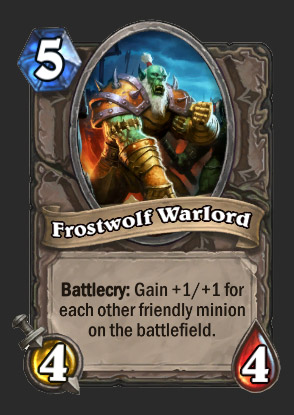 5
Frostwolf Warlord
Battlecry: Gain +1/+1 for
each other friendly minion
on the battlefield.
4 4